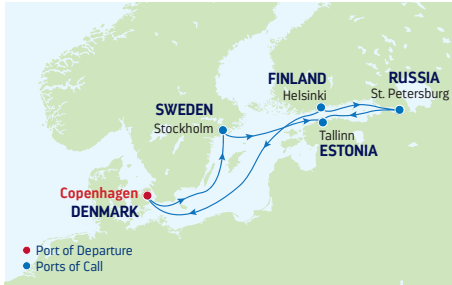 FINLAND
Helsinki
RUSSIA
St. Petersburg
SWEDEN
Stockholm
Tallinn
ESTONIA
Copenhagen
DENMARK
Port of Departure
Ports of Call